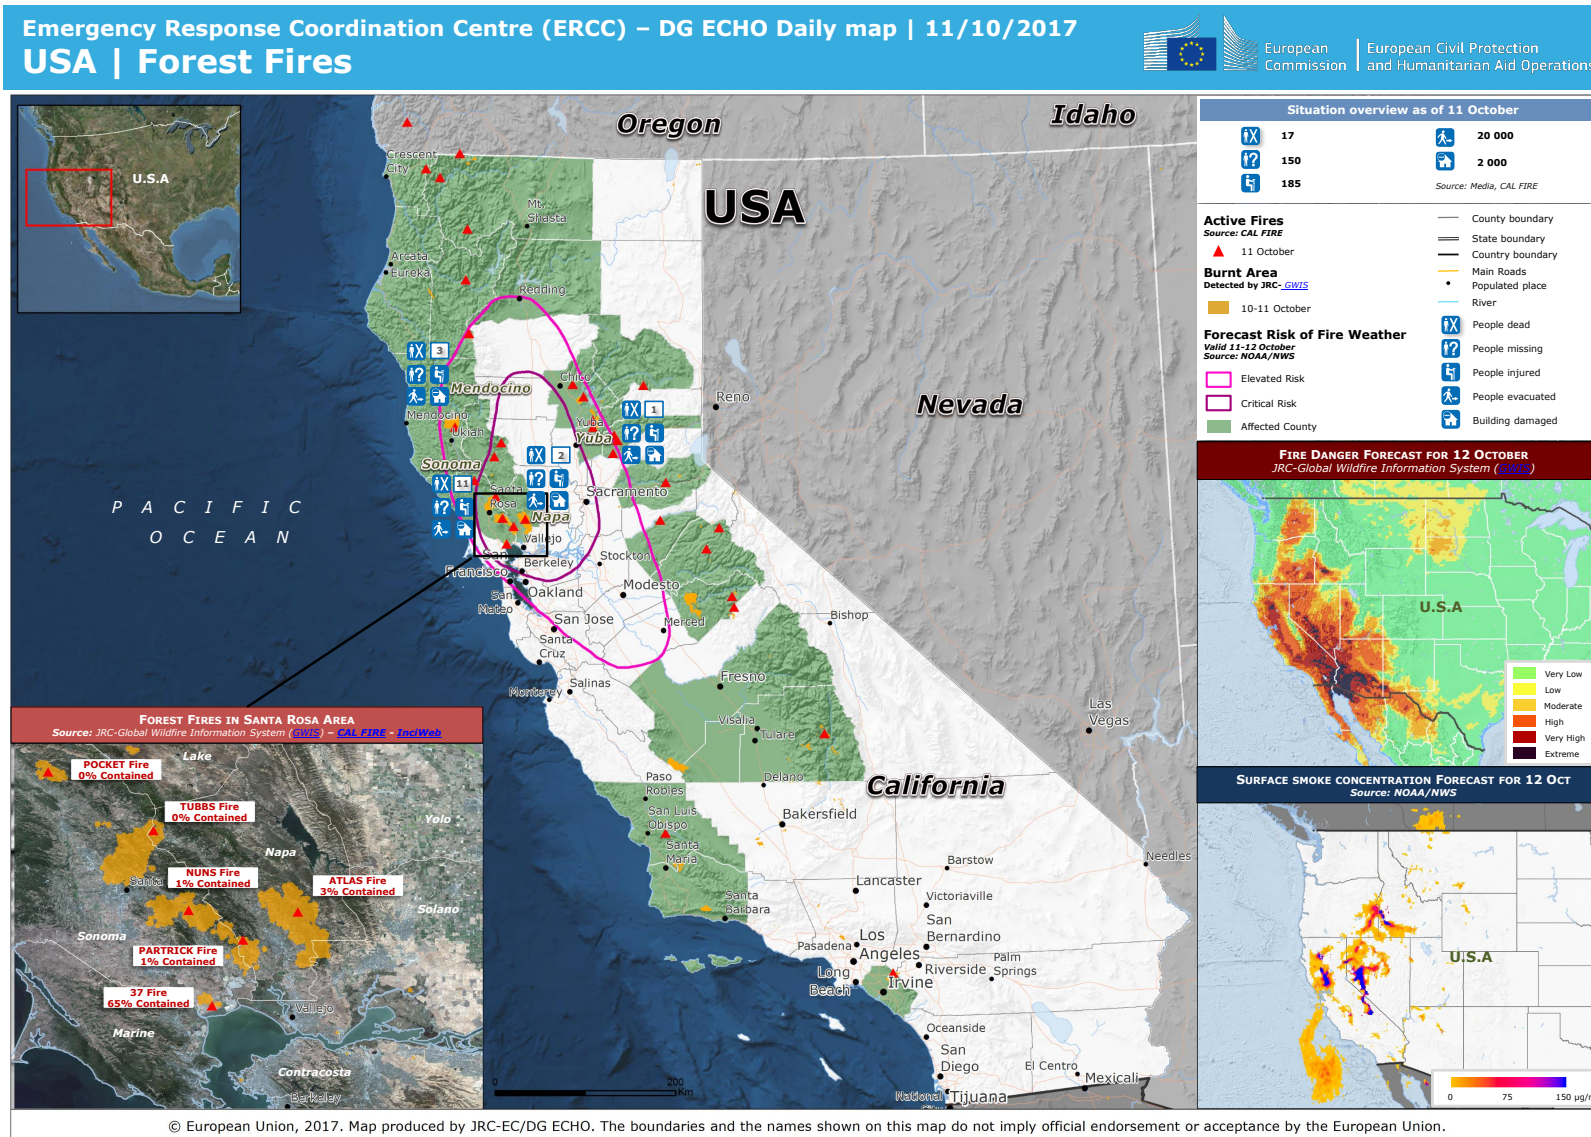 Emergency Response Coordination Centre (ERCC) – DG ECHO Daily map | 11/10/2017
USA | Forest Fires
European
Commission
European Civil Protection
and Humanitarian Aid Operations
U.S.A
Oregon
Idaho
USA
Nevada
California
PACIFIC
OCEAN
Crescent
City
Mt.
Shasta
Arcata
Eureka
Redding
3
Mendocino
Chico
Reno
1
Mendocino
Ukiah
Yuba
Yuba
2
Sonoma
11
Santa
Rosa
Sacramento
Napa
Vallejo
San
Francisco
Berkeley
Stockton
Oakland
Modesto
San
Mateo
San Jose
Merced
Bishop
Santa
Cruz
Salinas
Monterey
Fresno
Las
Vegas
Visalia
Tulare
Paso
Robles
Delano
San Luis
Obispo
Bakersfield
Santa
Maria
Barstow
Needles
Lancaster
Victoriaville
Santa
Barbara
San
Bernardino
Pasadena
Los
Angeles
Palm
Springs
Riverside
Long
Beach
Irvine
Oceanside
San
Diego
El Centro
Mexicali
National
Tijuana
0
200
Km
Situation overview as of 11 October
17
20 000
150
2 000
185
Source: Media, CAL FIRE
Active Fires
Source: CAL FIRE
11 October
Burnt Area
Detected by JRC- GWIS
10-11 October
Forecast Risk of Fire Weather
Valid 11-12 October
Source: NOAA/NWS
Elevated Risk
Critical Risk
Affected County
County boundary
State boundary
Country boundary
Main Roads
Populated place
River
People dead
People missing
People injured
People evacuated
Building damaged
FIRE DANGER FORECAST FOR 12 OCTOBER
JRC-Global Wildfire Information System (GWIS)
U.S.A
Very Low
Low
Moderate
High
Very High
Extreme
SURFACE SMOKE CONCENTRATION FORECAST FOR 12 OCT
Source: NOAA/NWS
U.S.A
0
75
150 µg/
FOREST FIRES IN SANTA ROSA AREA
Source: JRC-Global Wildfire Information System (GWIS) – CAL FIRE - InciWeb
Lake
POCKET Fire
0% Contained
TUBBS Fire
0% Contained
Yolo
Napa
NUNS Fire
1% Contained
Santa
ATLAS Fire
3% Contained
Solano
Sonoma
PARTRICK Fire
1% Contained
37 Fire
65% Contained
Vallejo
Marine
Contracosta
Berkeley
© European Union, 2017. Map produced by JRC-EC/DG ECHO. The boundaries and the names shown on this map do not imply official endorsement or acceptance by the European Union.